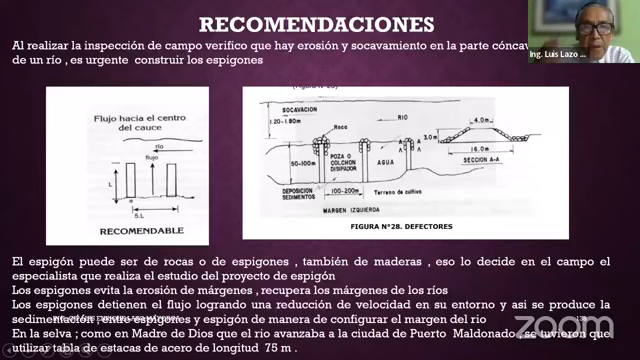 RECOMENDACIONES
Al realizar la inspección de campo verifico que hay erosión y socavamiento en la parte cóncava
de un río , es urgente construir los espigones
Ing. Luis Lazo ...
Flujo hacia el centro
del cauce
río
flujo
L
a
5.L
RECOMENDABLE
SOCAVACION
1.20-1.80m
Roca
RIO
50-100m
POZA O
COLCHON
DISIPADOR
AGUA
A
A
DEPOSICION
SEDIMENTOS
100-200m
Terreno de cultivo
MARGEN IZQUIERDA
4.0m
3.0m
16.0m
SECCION A-A
FIGURA N°28. DEFECTORES
El espigón puede ser de rocas o de espigones , también de maderas , eso lo decide en el campo el
especialista que realiza el estudio del proyecto de espigón
Los espigones evita la erosión de márgenes , recupera los márgenes de los ríos
Los espigones detienen el flujo logrando una reducción de velocidad en su entorno y asi se produce la
sedimentación , entre espigones y espigón de manera de configurar el margen del rio
En la selva ; como en Madre de Dios que el rio avanzaba a la ciudad de Puerto Maldonado , se tuvieron que
utilizar tabla de estacas de acero de longitud 75 m .
zoom